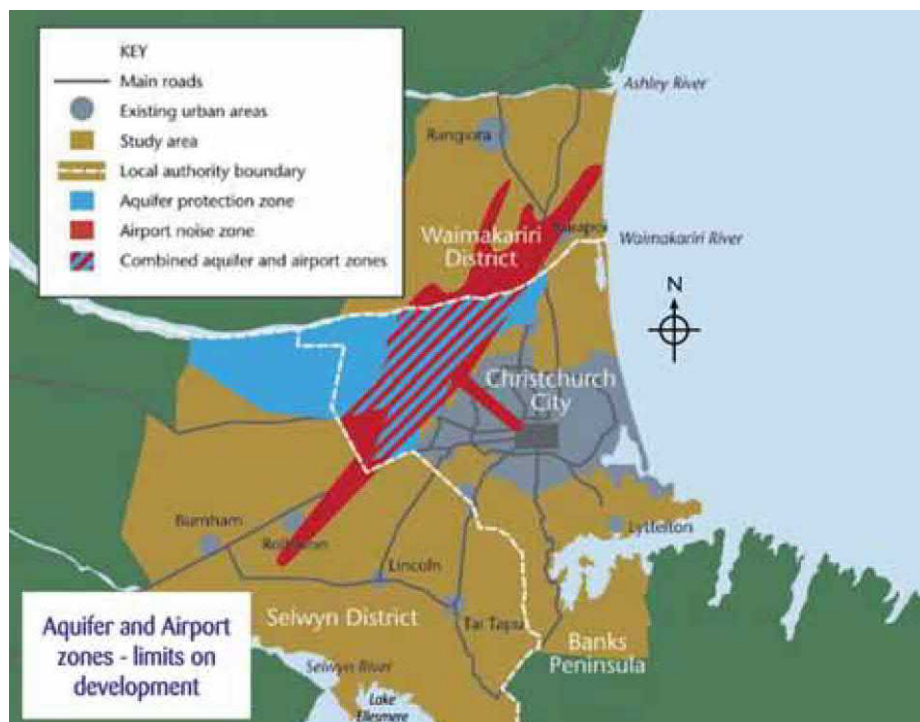 KEY
Main roads
Existing urban areas
Study area
Local authority boundary
Aquifer protection zone
Airport noise zone
Combined aquifer and airport zones
Ashley River
Rangiora
Waimakariri
District
Kaiapoi
Waimakariri River
N
Christchurch
City
Burnham
Rolleston
Lincoln
Lyttelton
Selwyn District
Tai Tapu
Banks
Peninsula
Selwyn River
Lake
Ellesmere
Aquifer and Airport
zones - limits on
development